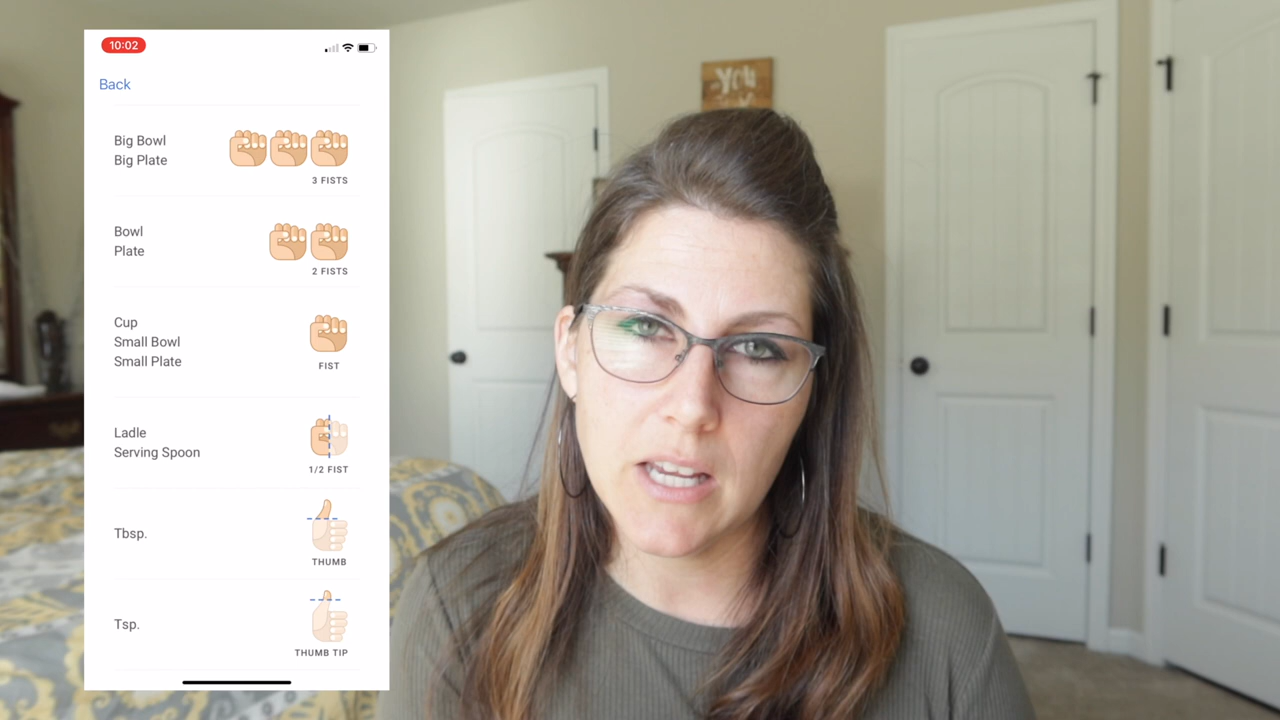 10:02
Back
Big Bowl
Big Plate
3 FISTS
Bowl
Plate
2 FISTS
Cup
Small Bowl
Small Plate
FIST
Ladle
Serving Spoon
1/2 FIST
Tbsp.
THUMB
Tsp.
THUMB TIP
YOU